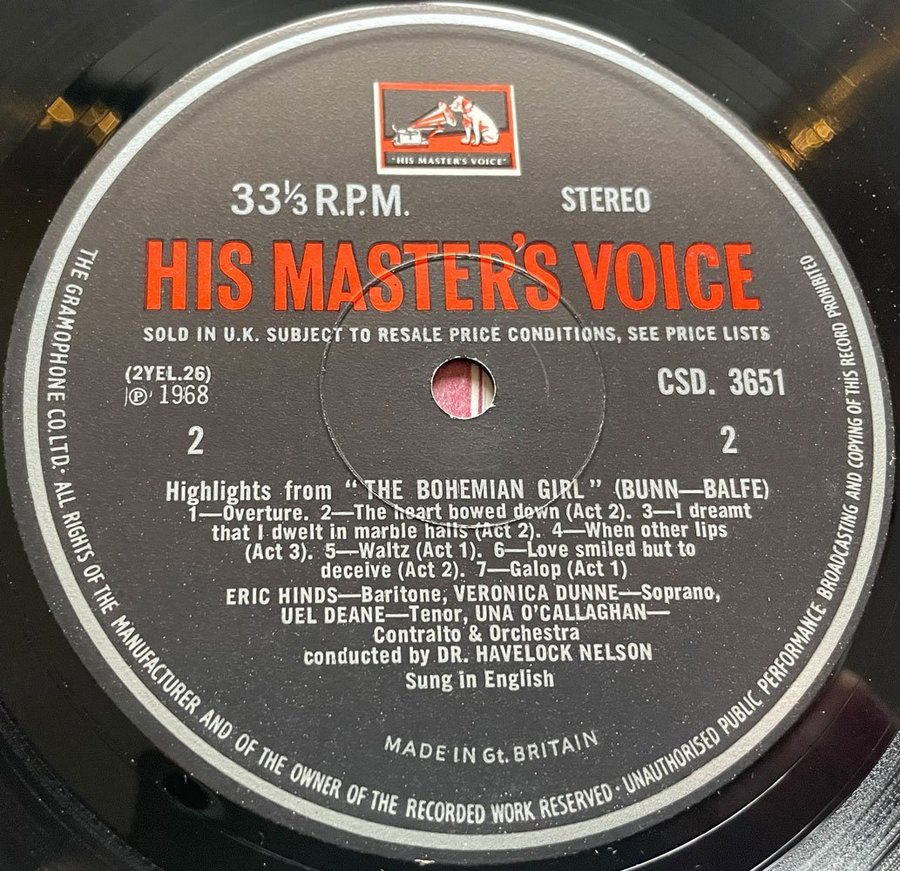 "HIS MASTER'S VOICE"
33⅓ R.P.M.
STEREO
HIS MASTER'S VOICE
SOLD IN U.K. SUBJECT TO RESALE PRICE CONDITIONS, SEE PRICE LISTS
(2YEL.26)
℗ 1968
CSD. 3651
2
2
Highlights from "THE BOHEMIAN GIRL" (BUNN—BALFE)
1—Overture. 2—The heart bowed down (Act 2). 3—I dreamt
that I dwelt in marble halls (Act 2). 4—When other lips
(Act 3). 5—Waltz (Act 1). 6—Love smiled but to
deceive (Act 2). 7—Galop (Act 1)
ERIC HINDS—Baritone, VERONICA DUNNE—Soprano,
UEL DEANE—Tenor, UNA O'CALLAGHAN—
Contralto & Orchestra
conducted by DR. HAVELOCK NELSON
Sung in English
MADE IN Gt. BRITAIN
THE GRAMOPHONE CO. LTD. · ALL RIGHTS OF THE MANUFACTURER AND OF THE OWNER OF THE RECORDED WORK RESERVED · UNAUTHORISED PUBLIC PERFORMANCE BROADCASTING AND COPYING OF THIS RECORD PROHIBITED